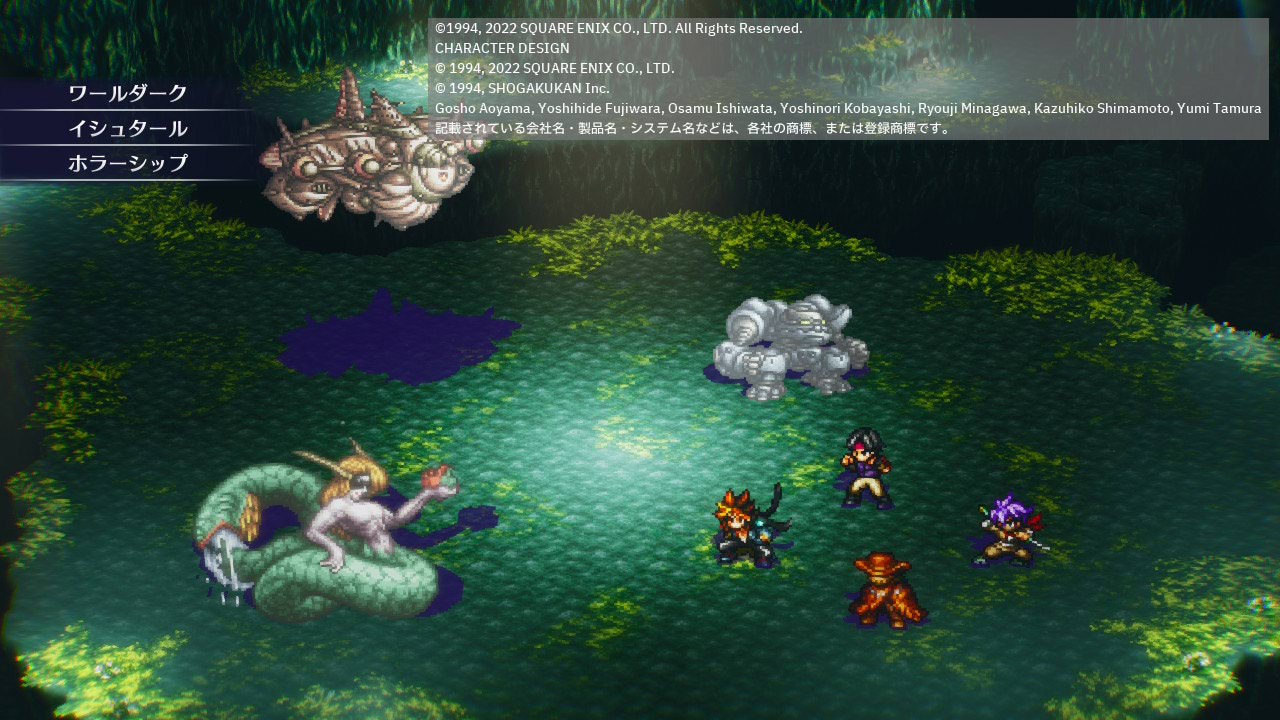 ©1994, 2022 SQUARE ENIX CO., LTD. All Rights Reserved.
CHARACTER DESIGN
© 1994, 2022 SQUARE ENIX CO., LTD.
© 1994, SHOGAKUKAN Inc.
Gosho Aoyama, Yoshihide Fujiwara, Osamu Ishiwata, Yoshinori Kobayashi, Ryouji Minagawa, Kazuhiko Shimamoto, Yumi Tamura
記載されている会社名・製品名・システム名などは、各社の商標、または登録商標です。
ワールダーク
イシュタール
ホラーシップ